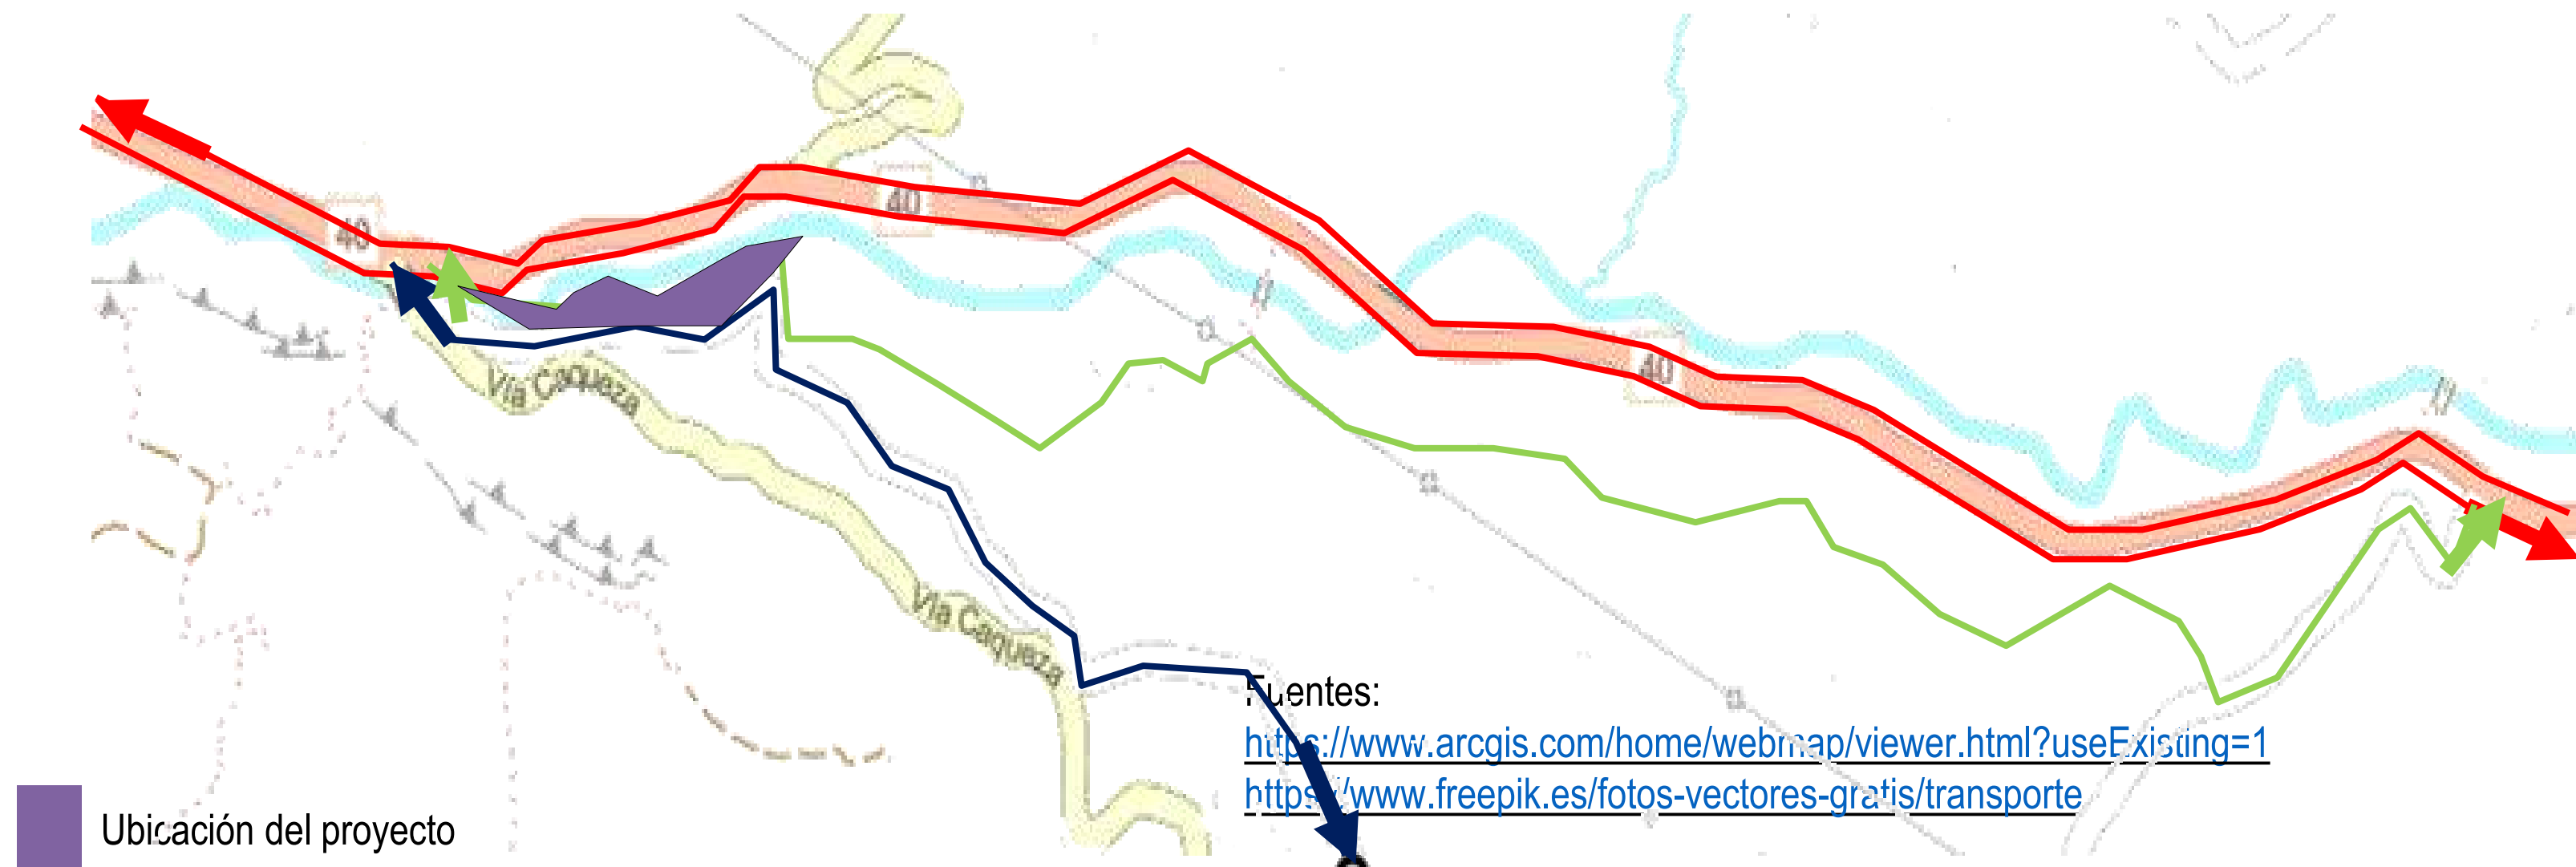 40
40
40
Vía Caqueza
Vía Caqueza
Fuentes:
https://www.arcgis.com/home/webmap/viewer.html?useExisting=1
https://www.freepik.es/fotos-vectores-gratis/transporte
Ubicación del proyecto